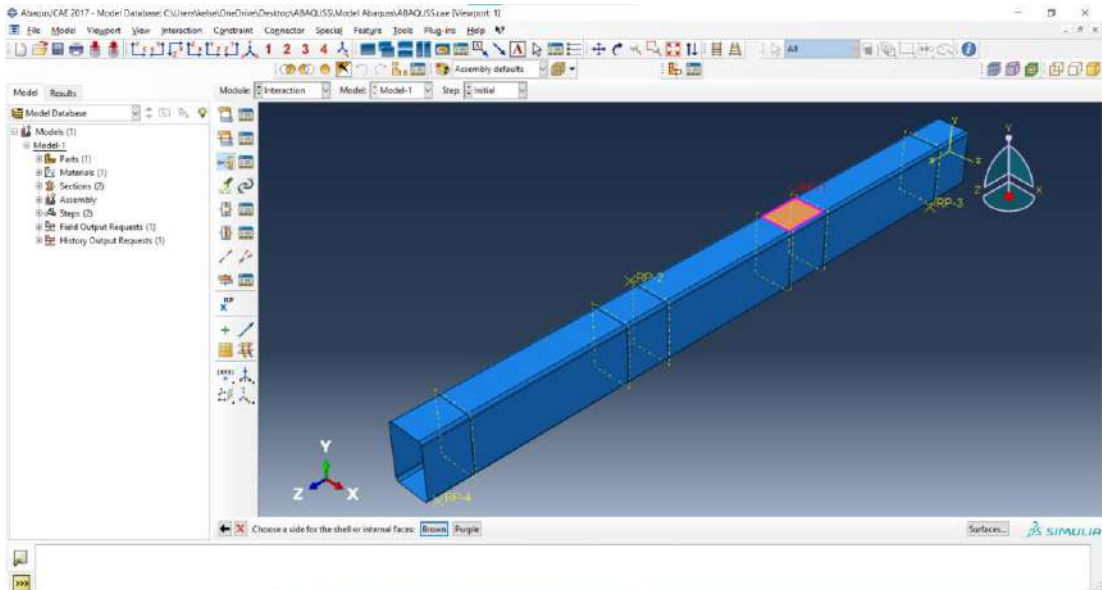 Abaqus/CAE 2017 - Model Database: C:\Users\kelse\OneDrive\Desktop\ABAQUSS\Model Abaquss\ABAQUSS.cae [Viewport: 1]
File Model Viewport View Interaction Constraint Connector Special Feature Tools Plug-ins Help
1 2 3 4 A All
Assembly defaults
Model Results Module: Interaction Model: Model-1 Step: Initial
Model Database
Models (1)
Model-1
Parts (1)
Materials (1)
Sections (2)
Assembly
Steps (2)
Field Output Requests (1)
History Output Requests (1)
RP
(XYZ)
Y
Z X
y
z
RP-3
RP-2
RP-4
Y
Z X
Choose a side for the shell or internal faces: Brown Purple Surfaces...
SIMULIA
>>>